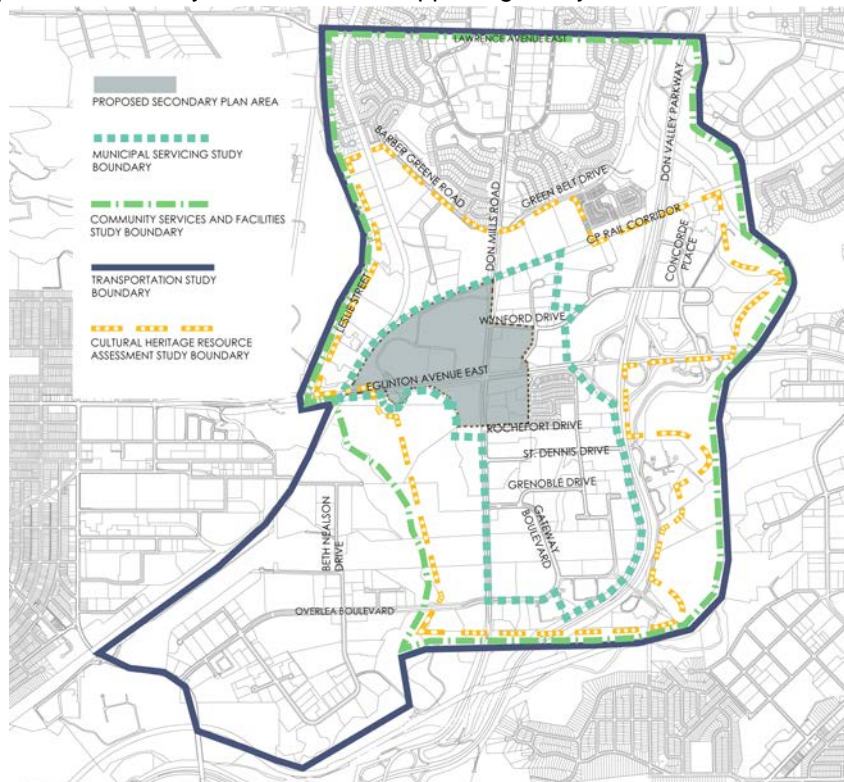 LAWRENCE AVENUE EAST
PROPOSED SECONDARY PLAN AREA
MUNICIPAL SERVICING STUDY
BOUNDARY
COMMUNITY SERVICES AND FACILITIES
STUDY BOUNDARY
TRANSPORTATION STUDY
BOUNDARY
CULTURAL HERITAGE RESOURCE
ASSESSMENT STUDY BOUNDARY
BARBER GREENE ROAD
DON MILLS ROAD
GREEN BELT DRIVE
DON VALLEY PARKWAY
CP RAIL CORRIDOR
CONCORDE
PLACE
LESLIE STREET
WYNFORD DRIVE
EGLINTON AVENUE EAST
ROCHEFORT DRIVE
ST. DENNIS DRIVE
GRENOBLE DRIVE
GATEWAY
BOULEVARD
BETH NEALSON
DRIVE
OVERLEA BOULEVARD